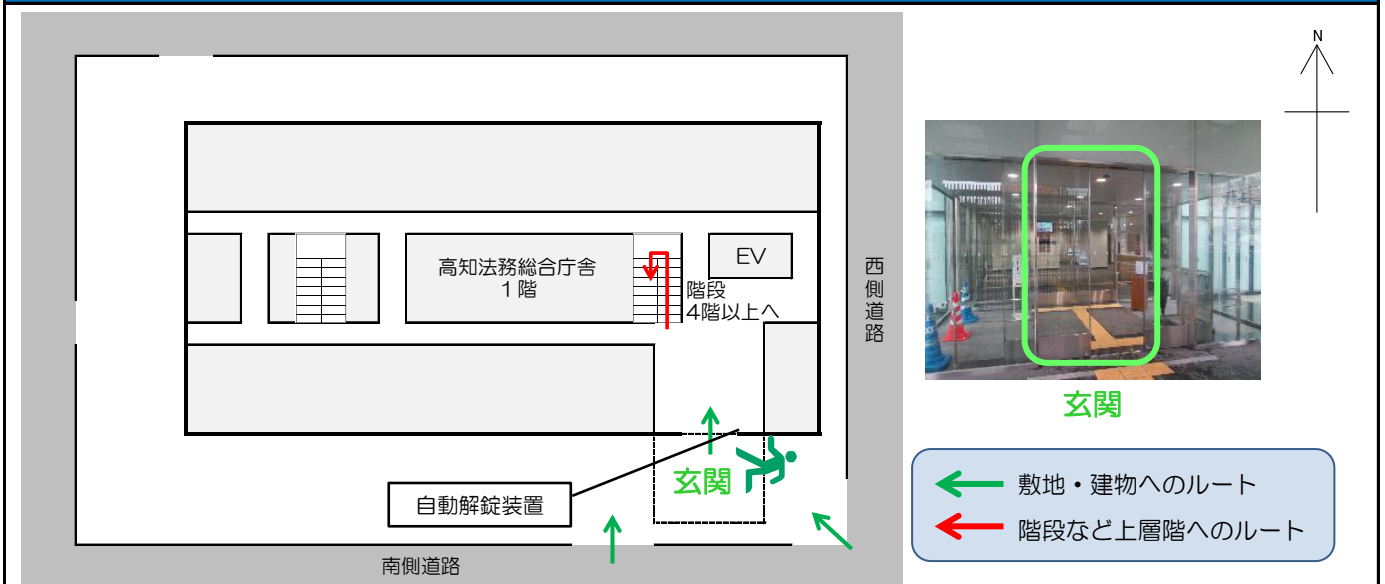 N
高知法務総合庁舎
1階
EV
階段
4階以上へ
西側道路
玄関
自動解錠装置
南側道路
玄関
敷地・建物へのルート
階段など上層階へのルート